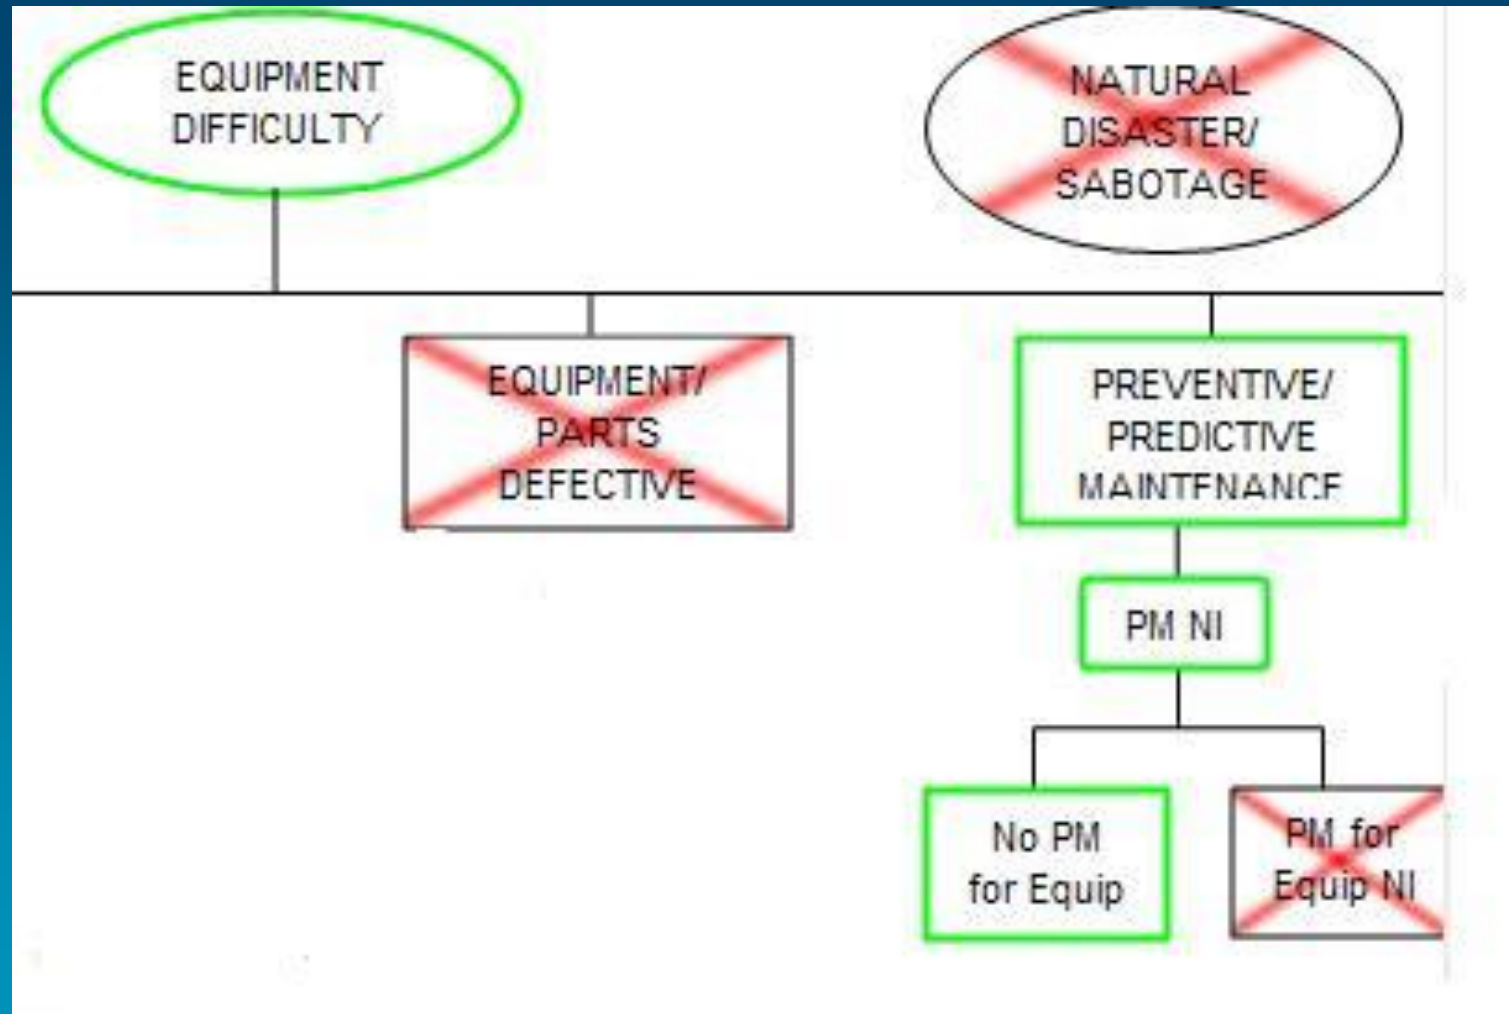 EQUIPMENT
DIFFICULTY
NATURAL
DISASTER/
SABOTAGE
EQUIPMENT/
PARTS
DEFECTIVE
PREVENTIVE/
PREDICTIVE
MAINTENANCE
PM NI
No PM
for Equip
PM for
Equip NI